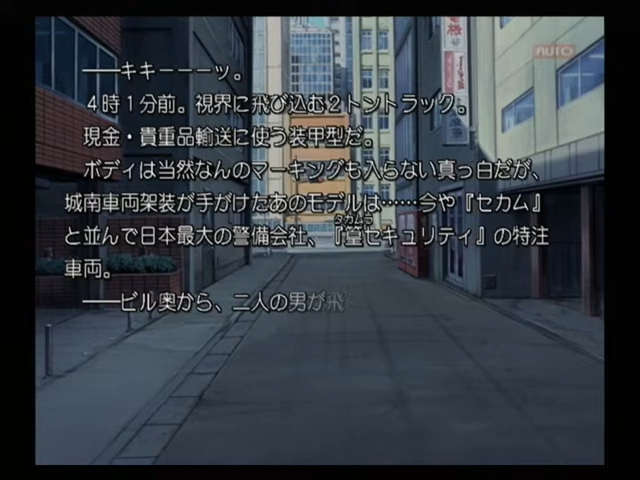 AUTO
――キキーーーッ。
4時1分前。視界に飛び込む2トントラック。
現金・貴重品輸送に使う装甲型だ。
ボディは当然なんのマーキングも入らない真っ白だが、
城南車両架装が手がけたあのモデルは……今や『セカム』
タカムラ
と並んで日本最大の警備会社、『篁セキュリティ』の特注
車両。
――ビル奥から、二人の男が飛